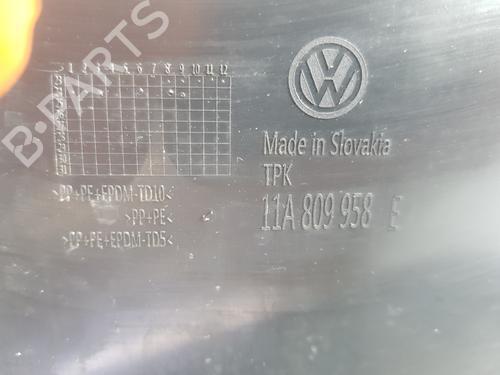 B-PARTS
1 2 3 4 5 6 7 8 9 10 11 12
Made in Slovakia
TPK
11A 809 958 E
>PP+PE+EPDM-TD10<
>PP+PE<
>PP+PE+EPDM-TD5<